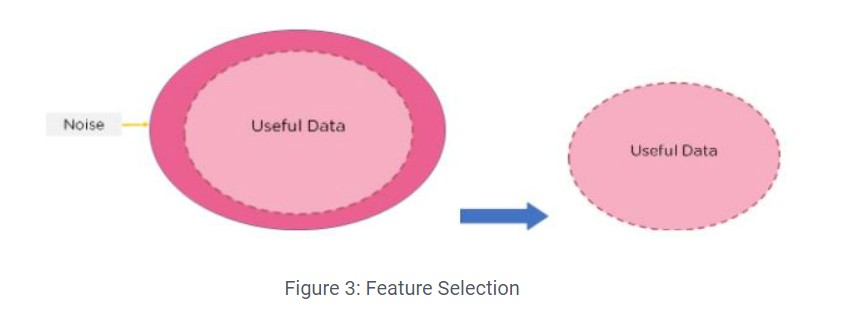 Noise
Useful Data
Useful Data
Figure 3: Feature Selection